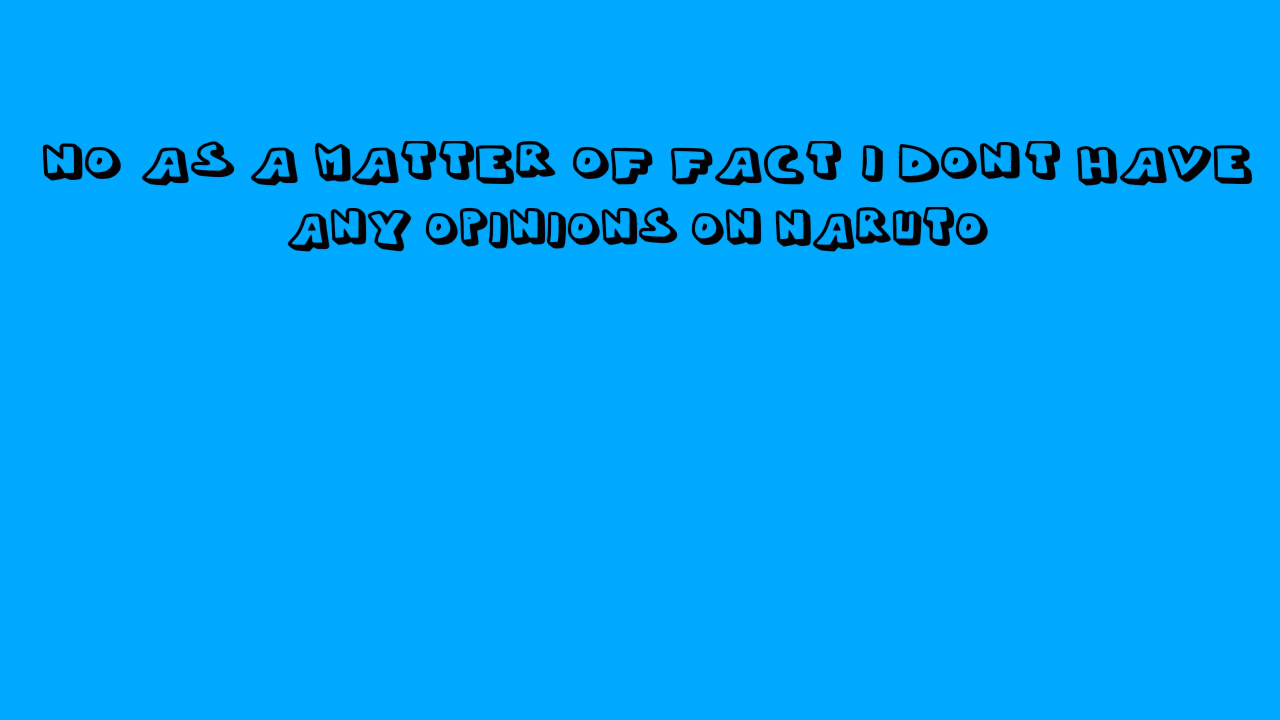 NO AS A MATTER OF FACT I DONT HAVE
ANY OPINIONS ON NARUTO